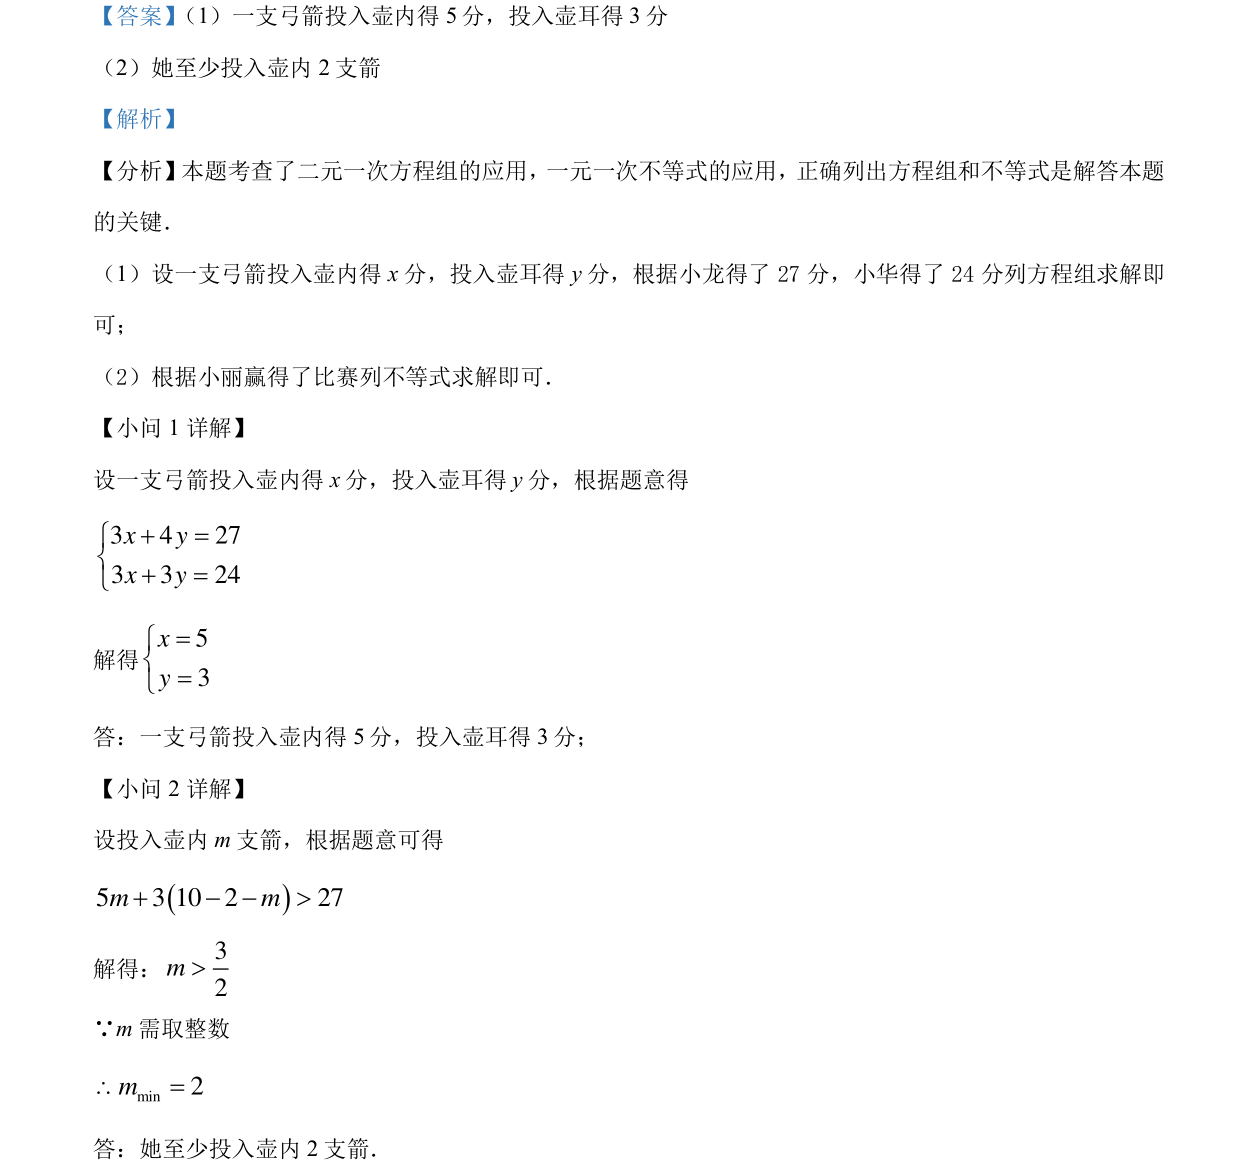 【答案】（1）一支弓箭投入壶内得 5 分，投入壶耳得 3 分
（2）她至少投入壶内 2 支箭
【解析】
【分析】本题考查了二元一次方程组的应用，一元一次不等式的应用，正确列出方程组和不等式是解答本题
的关键．
（1）设一支弓箭投入壶内得 x 分，投入壶耳得 y 分，根据小龙得了 27 分，小华得了 24 分列方程组求解即
可；
（2）根据小丽赢得了比赛列不等式求解即可．
【小问 1 详解】
设一支弓箭投入壶内得 x 分，投入壶耳得 y 分，根据题意得
3x + 4y = 27
3x + 3y = 24
解得 x = 5
y = 3
答：一支弓箭投入壶内得 5 分，投入壶耳得 3 分；
【小问 2 详解】
设投入壶内 m 支箭，根据题意可得
5m + 3(10 − 2 − m) > 27
解得： m > 3/2
∵m 需取整数
∴ m_min = 2
答：她至少投入壶内 2 支箭．